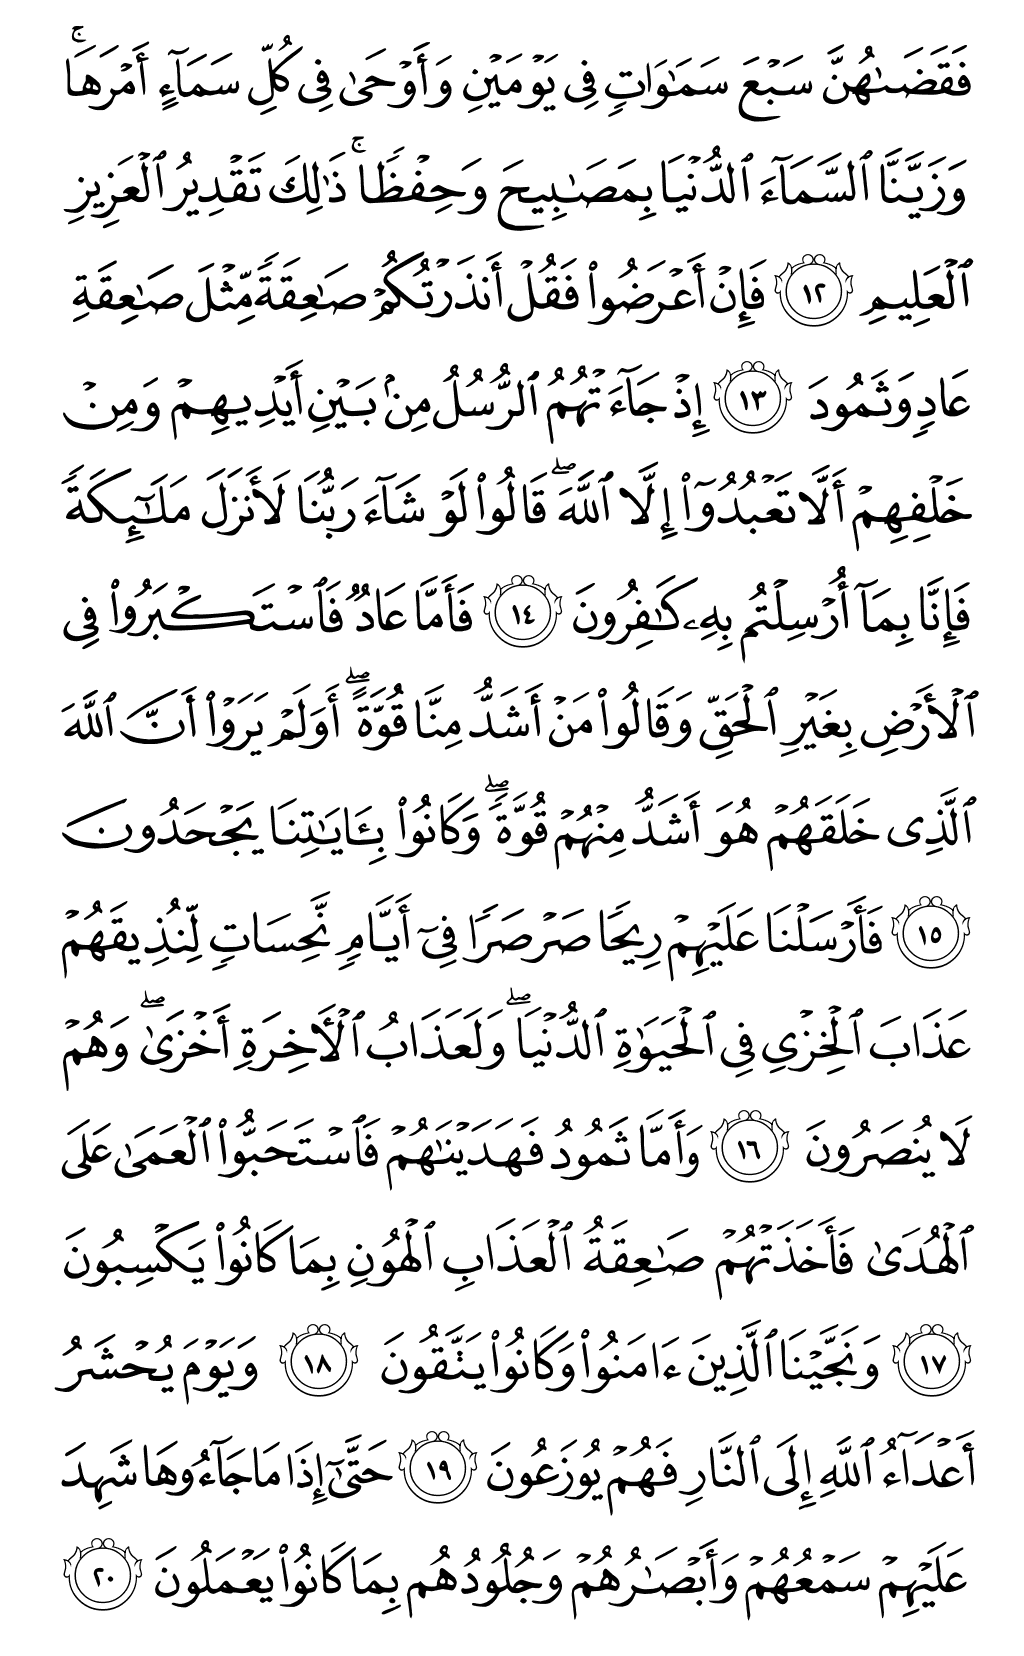 فَقَضَىٰهُنَّ سَبْعَ سَمَٰوَاتٍ فِى يَوْمَيْنِ وَأَوْحَىٰ فِى كُلِّ سَمَآءٍ أَمْرَهَا ۚ
وَزَيَّنَّا ٱلسَّمَآءَ ٱلدُّنْيَا بِمَصَٰبِيحَ وَحِفْظًا ۚ ذَٰلِكَ تَقْدِيرُ ٱلْعَزِيزِ
ٱلْعَلِيمِ ١٢ فَإِنْ أَعْرَضُوا۟ فَقُلْ أَنذَرْتُكُمْ صَٰعِقَةً مِّثْلَ صَٰعِقَةِ
عَادٍ وَثَمُودَ ١٣ إِذْ جَآءَتْهُمُ ٱلرُّسُلُ مِنۢ بَيْنِ أَيْدِيهِمْ وَمِنْ
خَلْفِهِمْ أَلَّا تَعْبُدُوٓا۟ إِلَّا ٱللَّهَ ۖ قَالُوا۟ لَوْ شَآءَ رَبُّنَا لَأَنزَلَ مَلَٰٓئِكَةً
فَإِنَّا بِمَآ أُرْسِلْتُم بِهِۦ كَٰفِرُونَ ١٤ فَأَمَّا عَادٌ فَٱسْتَكْبَرُوا۟ فِى
ٱلْأَرْضِ بِغَيْرِ ٱلْحَقِّ وَقَالُوا۟ مَنْ أَشَدُّ مِنَّا قُوَّةً ۖ أَوَلَمْ يَرَوْا۟ أَنَّ ٱللَّهَ
ٱلَّذِى خَلَقَهُمْ هُوَ أَشَدُّ مِنْهُمْ قُوَّةً ۖ وَكَانُوا۟ بِـَٔايَٰتِنَا يَجْحَدُونَ
١٥ فَأَرْسَلْنَا عَلَيْهِمْ رِيحًا صَرْصَرًا فِىٓ أَيَّامٍ نَّحِسَاتٍ لِّنُذِيقَهُمْ
عَذَابَ ٱلْخِزْىِ فِى ٱلْحَيَوٰةِ ٱلدُّنْيَا ۖ وَلَعَذَابُ ٱلْـَٔاخِرَةِ أَخْزَىٰ ۖ وَهُمْ
لَا يُنصَرُونَ ١٦ وَأَمَّا ثَمُودُ فَهَدَيْنَٰهُمْ فَٱسْتَحَبُّوا۟ ٱلْعَمَىٰ عَلَى
ٱلْهُدَىٰ فَأَخَذَتْهُمْ صَٰعِقَةُ ٱلْعَذَابِ ٱلْهُونِ بِمَا كَانُوا۟ يَكْسِبُونَ
١٧ وَنَجَّيْنَا ٱلَّذِينَ ءَامَنُوا۟ وَكَانُوا۟ يَتَّقُونَ ١٨ وَيَوْمَ يُحْشَرُ
أَعْدَآءُ ٱللَّهِ إِلَى ٱلنَّارِ فَهُمْ يُوزَعُونَ ١٩ حَتَّىٰٓ إِذَا مَا جَآءُوهَا شَهِدَ
عَلَيْهِمْ سَمْعُهُمْ وَأَبْصَٰرُهُمْ وَجُلُودُهُم بِمَا كَانُوا۟ يَعْمَلُونَ ٢٠